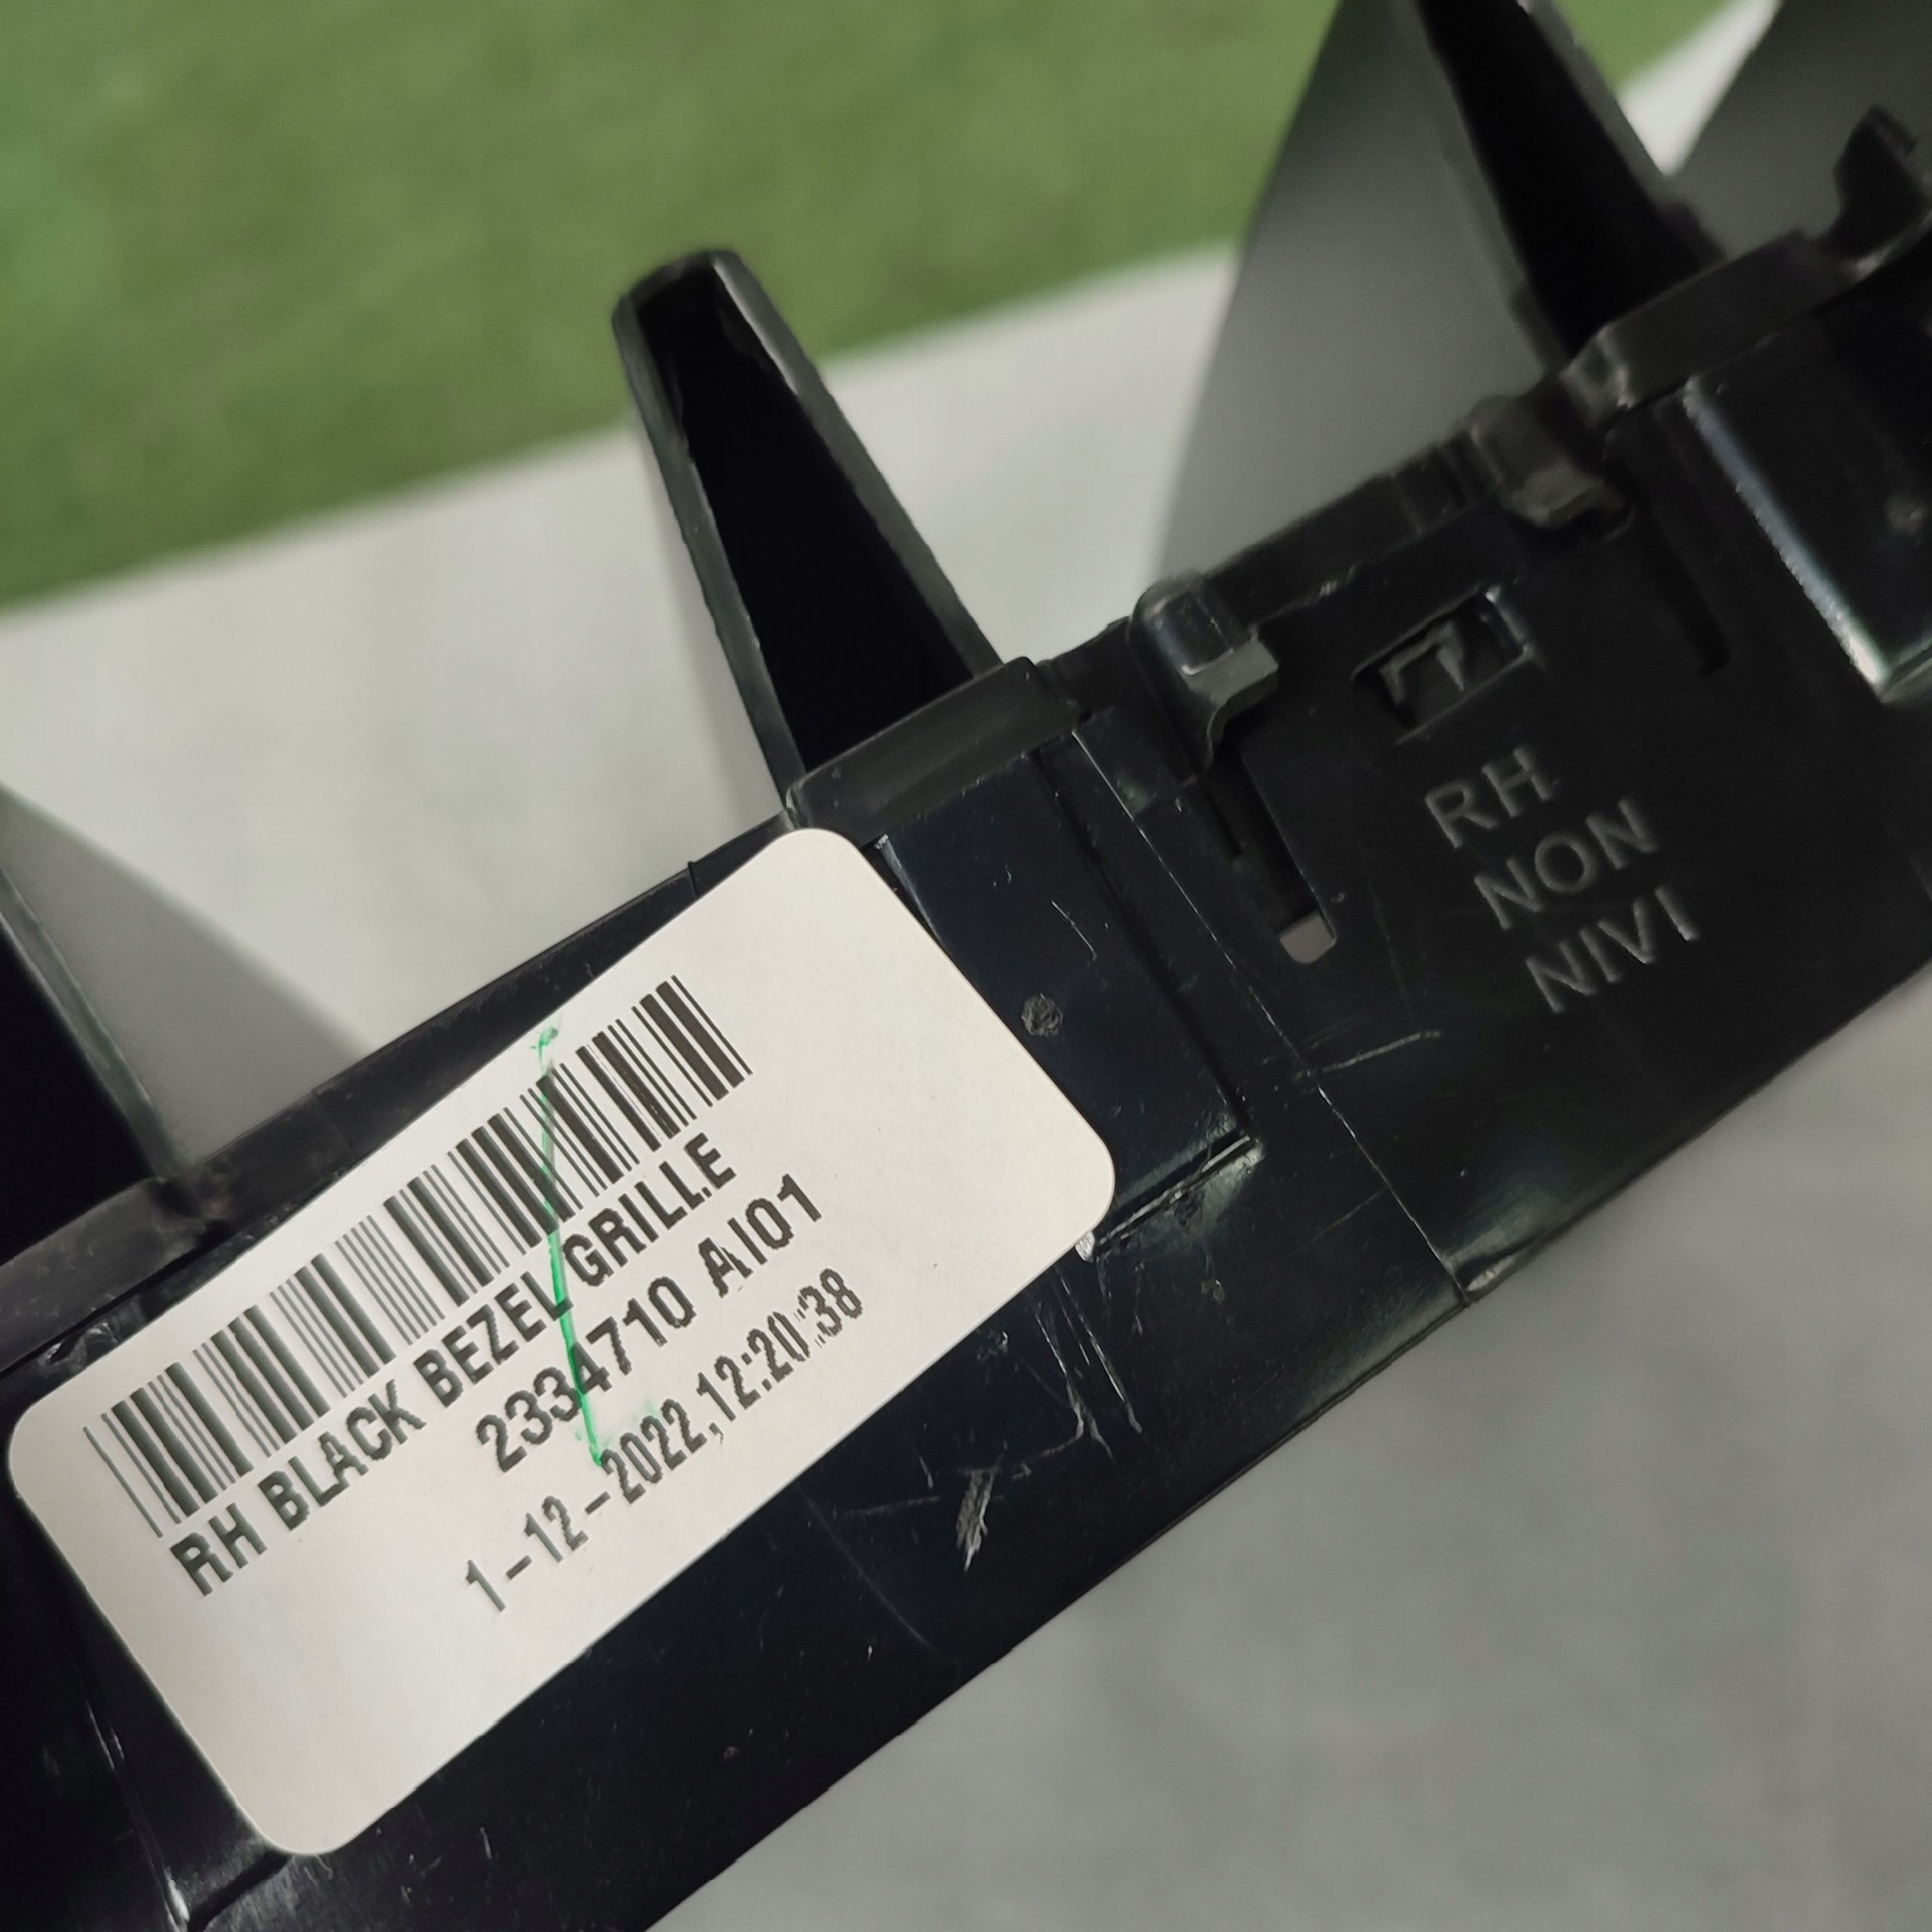 RH
NON
NIVI
RH BLACK BEZEL GRILLE
2334710 AI01
1-12-2022,12:20:38